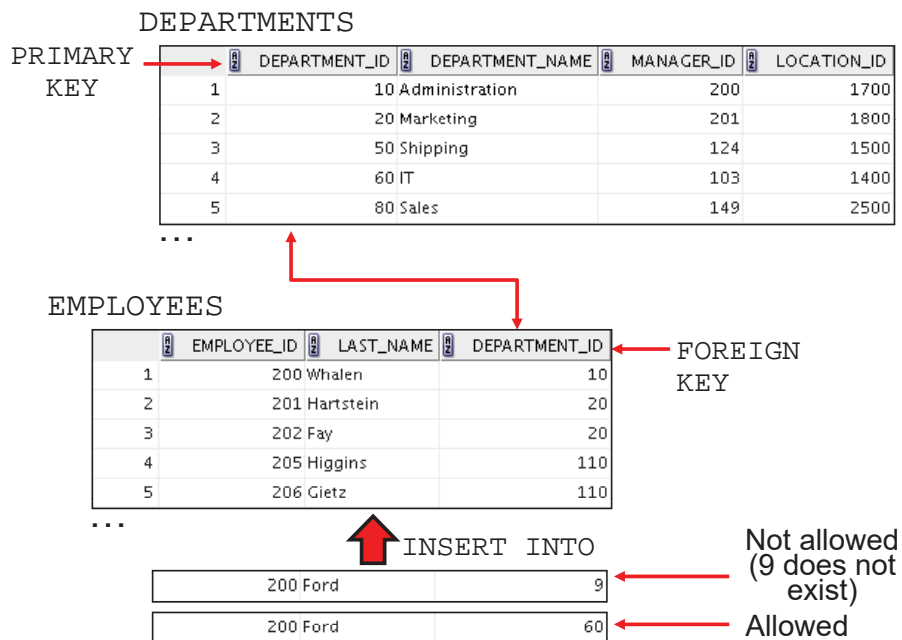 DEPARTMENTS
PRIMARY
KEY
DEPARTMENT_ID DEPARTMENT_NAME MANAGER_ID LOCATION_ID
1 10 Administration 200 1700
2 20 Marketing 201 1800
3 50 Shipping 124 1500
4 60 IT 103 1400
5 80 Sales 149 2500
...
EMPLOYEES
EMPLOYEE_ID LAST_NAME DEPARTMENT_ID
FOREIGN
KEY
1 200 Whalen 10
2 201 Hartstein 20
3 202 Fay 20
4 205 Higgins 110
5 206 Gietz 110
...
INSERT INTO
Not allowed
(9 does not
exist)
200 Ford 9
200 Ford 60
Allowed